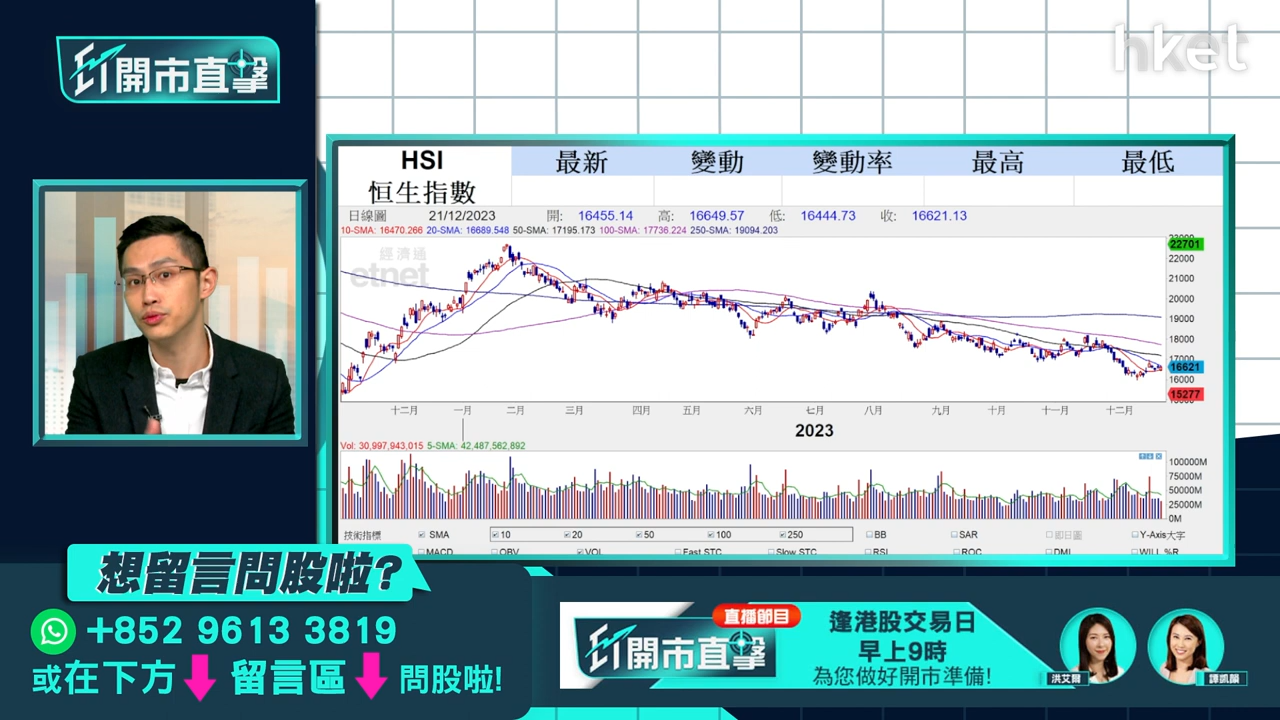 開市直擊
hket
HSI
恒生指數
最新 變動 變動率 最高 最低
日線圖 21/12/2023 開: 16455.14 高: 16649.57 低: 16444.73 收: 16621.13
10-SMA: 16470.266 20-SMA: 16689.548 50-SMA: 17195.173 100-SMA: 17736.224 250-SMA: 19094.203
經濟通
etnet
23000
22701
22000
21000
20000
19000
18000
17000
16621
16000
15277
十二月 一月 二月 三月 四月 五月 六月 七月 八月 九月 十月 十一月 十二月
2023
Vol: 30,997,943,015 5-SMA: 42,487,562,892
100000M
75000M
50000M
25000M
0M
技術指標 SMA 10 20 50 100 250 BB SAR 即日圖 Y-Axis大字
MACD OBV VOL Fast STC Slow STC RSI ROC DMI WILL %R
想留言問股啦?
+852 9613 3819
或在下方 留言區 問股啦!
直播節目
開市直擊
逢港股交易日
早上9時
為您做好開市準備!
洪艾爾
譚凱韻